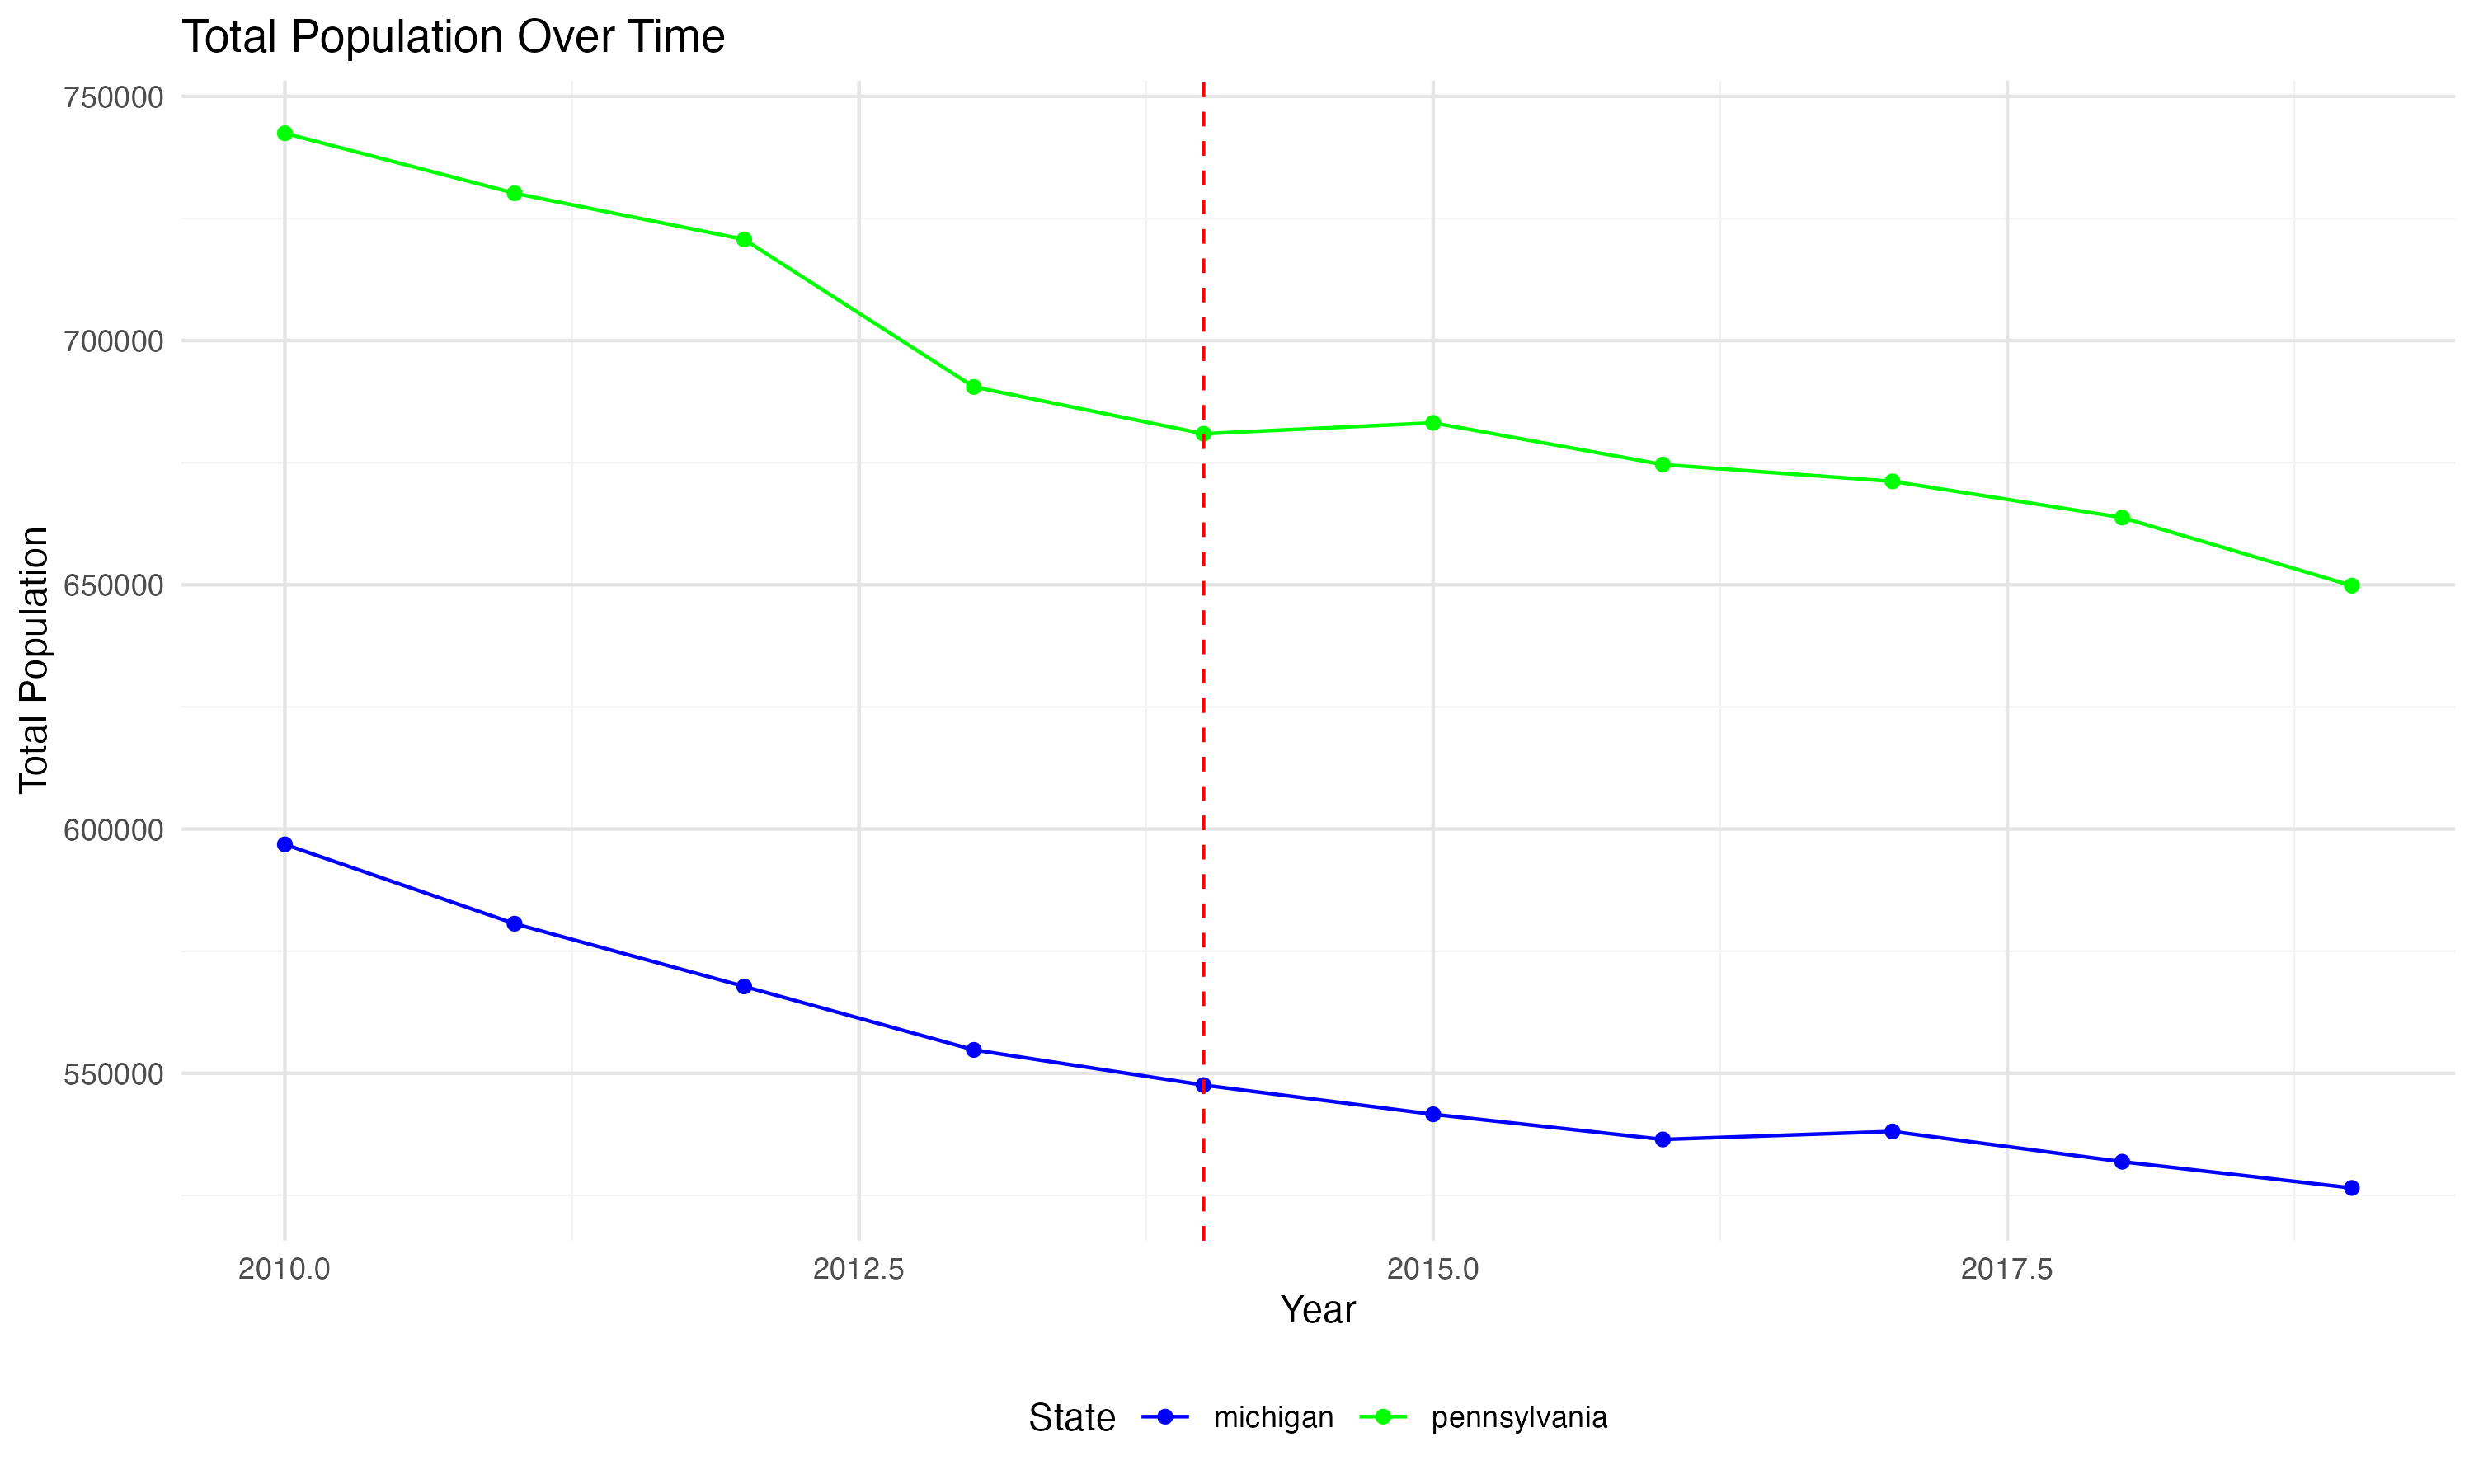 Total Population Over Time
Total Population
750000
700000
650000
600000
550000
2010.0
2012.5
2015.0
2017.5
Year
State michigan pennsylvania